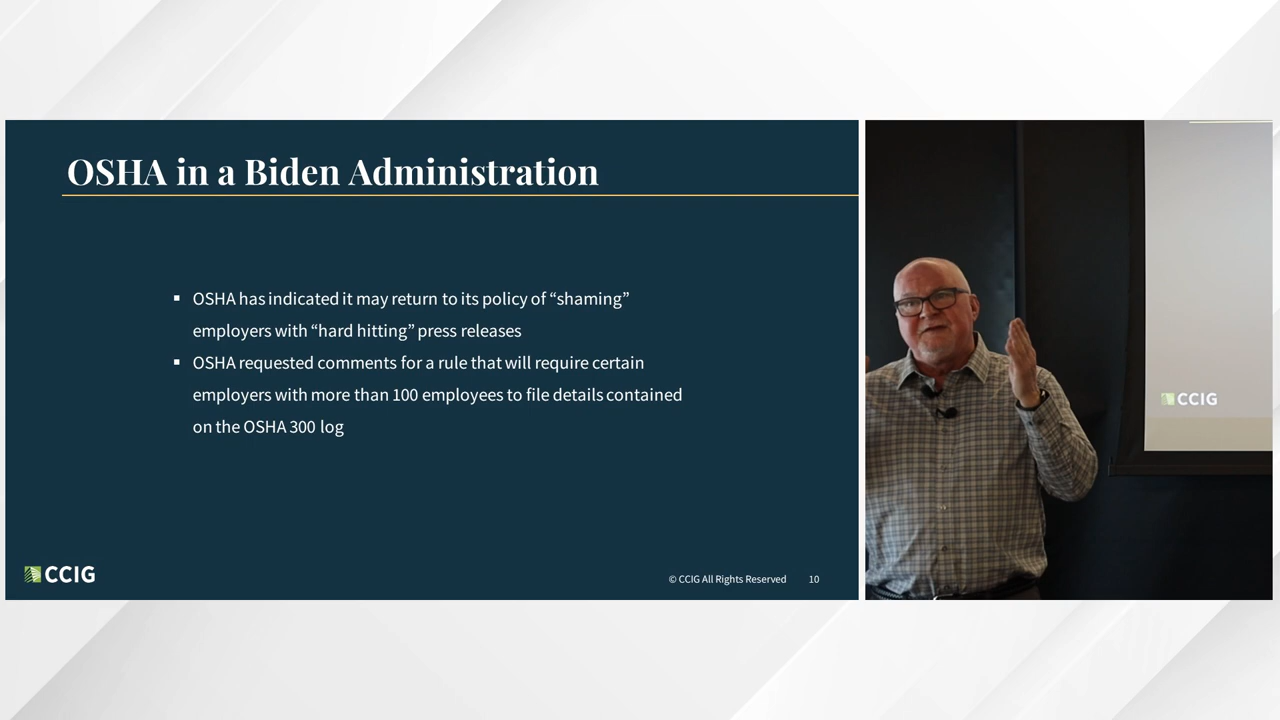 OSHA in a Biden Administration
▪ OSHA has indicated it may return to its policy of “shaming”
employers with “hard hitting” press releases
▪ OSHA requested comments for a rule that will require certain
employers with more than 100 employees to file details contained
on the OSHA 300 log
CCIG
© CCIG All Rights Reserved 10
CCIG